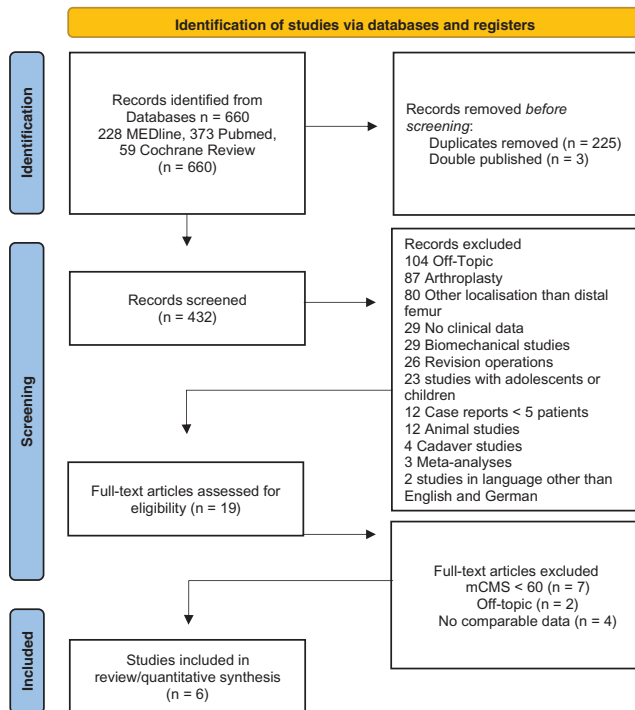 Identification of studies via databases and registers
Identification
Records identified from
Databases n = 660
228 MEDline, 373 Pubmed,
59 Cochrane Review
(n = 660)
Records removed before
screening:
Duplicates removed (n = 225)
Double published (n = 3)
Screening
Records screened
(n = 432)
Records excluded
104 Off-Topic
87 Arthroplasty
80 Other localisation than distal
femur
29 No clinical data
29 Biomechanical studies
26 Revision operations
23 studies with adolescents or
children
12 Case reports < 5 patients
12 Animal studies
4 Cadaver studies
3 Meta-analyses
2 studies in language other than
English and German
Full-text articles assessed for
eligibility (n = 19)
Full-text articles excluded
mCMS < 60 (n = 7)
Off-topic (n = 2)
No comparable data (n = 4)
Included
Studies included in
review/quantitative synthesis
(n = 6)